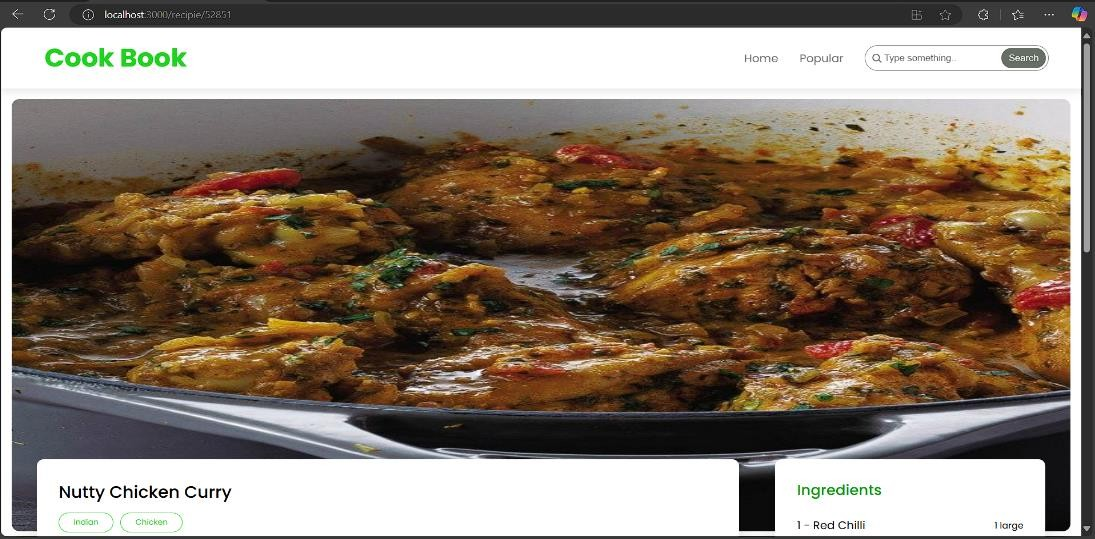 localhost:3000/recipie/52851
Cook Book
Home Popular Type something.. Search
Nutty Chicken Curry
Indian Chicken
Ingredients
1 - Red Chilli 1 large